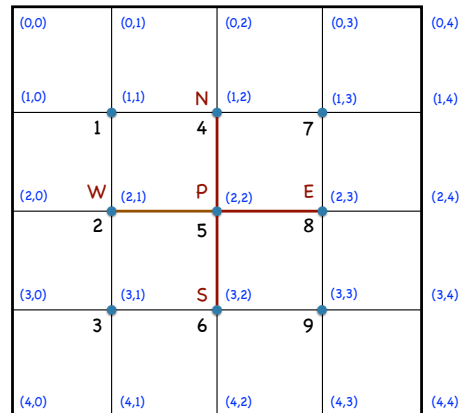 (0,0) (0,1) (0,2) (0,3) (0,4)
(1,0) (1,1) N (1,2) (1,3) (1,4)
1 4 7
(2,0) W (2,1) P (2,2) E (2,3) (2,4)
2 5 8
(3,0) (3,1) S (3,2) (3,3) (3,4)
3 6 9
(4,0) (4,1) (4,2) (4,3) (4,4)